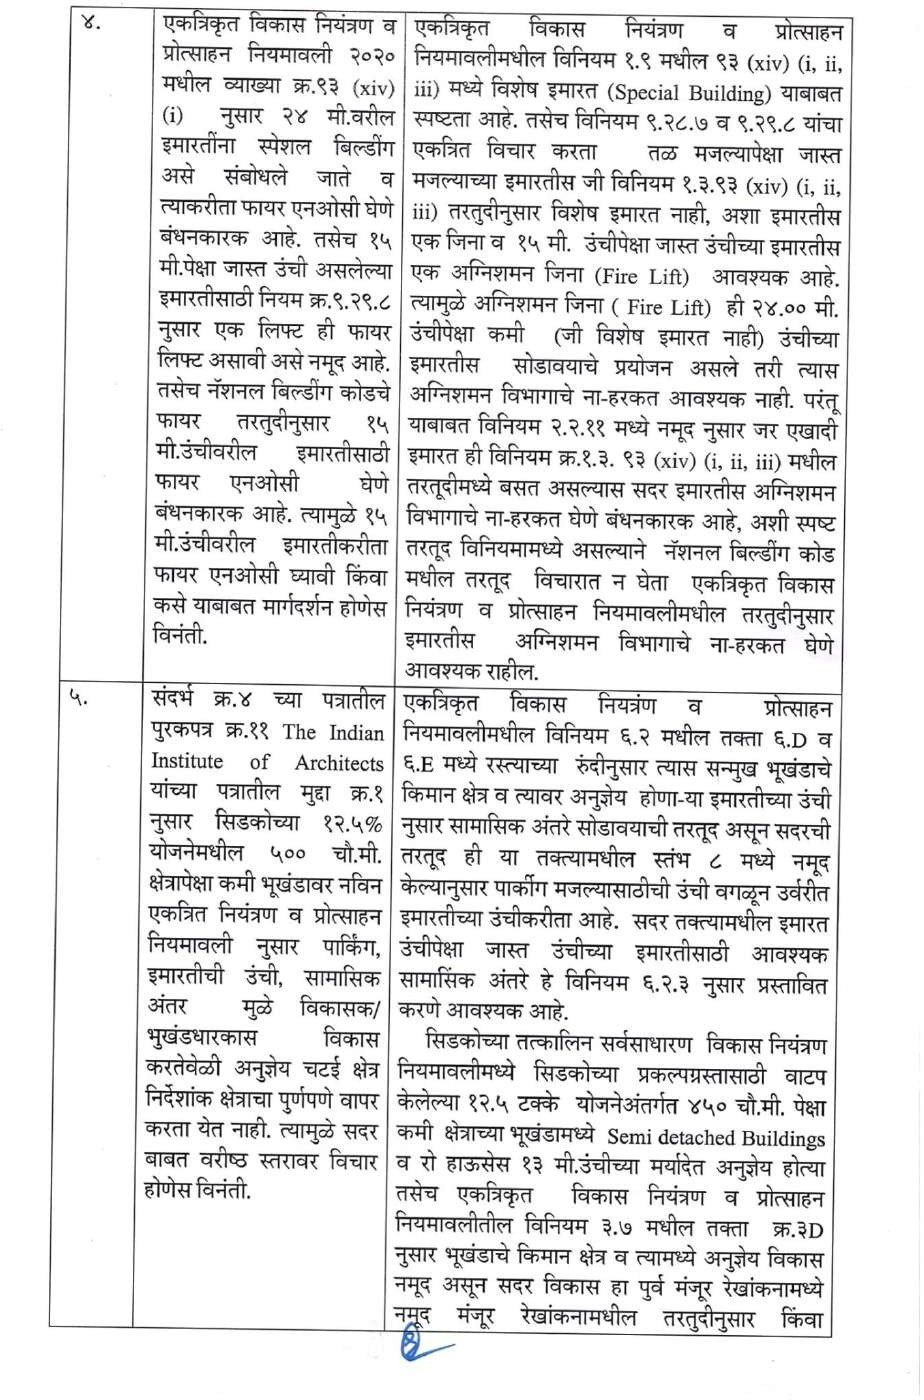 ४.
एकत्रिकृत विकास नियंत्रण व
प्रोत्साहन नियमावली २०२०
मधील व्याख्या क्र.९३ (xiv)
(i) नुसार २४ मी.वरील
इमारतींना स्पेशल बिल्डींग
असे संबोधले जाते व
त्याकरीता फायर एनओसी घेणे
बंधनकारक आहे. तसेच १५
मी.पेक्षा जास्त उंची असलेल्या
इमारतीसाठी नियम क्र.९.२९.८
नुसार एक लिफ्ट ही फायर
लिफ्ट असावी असे नमूद आहे.
तसेच नॅशनल बिल्डींग कोडचे
फायर तरतुदीनुसार १५
मी.उंचीवरील इमारतीसाठी
फायर एनओसी घेणे
बंधनकारक आहे. त्यामुळे १५
मी.उंचीवरील इमारतीकरीता
फायर एनओसी घ्यावी किंवा
कसे याबाबत मार्गदर्शन होणेस
विनंती.
एकत्रिकृत विकास नियंत्रण व प्रोत्साहन
नियमावलीमधील विनियम १.९ मधील ९३ (xiv) (i, ii,
iii) मध्ये विशेष इमारत (Special Building) याबाबत
स्पष्टता आहे. तसेच विनियम ९.२८.७ व ९.२९.८ यांचा
एकत्रित विचार करता तळ मजल्यापेक्षा जास्त
मजल्याच्या इमारतीस जी विनियम १.३.९३ (xiv) (i, ii,
iii) तरतुदीनुसार विशेष इमारत नाही, अशा इमारतीस
एक जिना व १५ मी. उंचीपेक्षा जास्त उंचीच्या इमारतीस
एक अग्निशमन जिना (Fire Lift) आवश्यक आहे.
त्यामुळे अग्निशमन जिना ( Fire Lift) ही २४.०० मी.
उंचीपेक्षा कमी (जी विशेष इमारत नाही) उंचीच्या
इमारतीस सोडावयाचे प्रयोजन असले तरी त्यास
अग्निशमन विभागाचे ना-हरकत आवश्यक नाही. परंतू
याबाबत विनियम २.२.११ मध्ये नमूद नुसार जर एखादी
इमारत ही विनियम क्र.१.३. ९३ (xiv) (i, ii, iii) मधील
तरतूदीमध्ये बसत असल्यास सदर इमारतीस अग्निशमन
विभागाचे ना-हरकत घेणे बंधनकारक आहे, अशी स्पष्ट
तरतूद विनियमामध्ये असल्याने नॅशनल बिल्डींग कोड
मधील तरतूद विचारात न घेता एकत्रिकृत विकास
नियंत्रण व प्रोत्साहन नियमावलीमधील तरतुदीनुसार
इमारतीस अग्निशमन विभागाचे ना-हरकत घेणे
आवश्यक राहील.
५.
संदर्भ क्र.४ च्या पत्रातील
पुरकपत्र क्र.११ The Indian
Institute of Architects
यांच्या पत्रातील मुद्दा क्र.१
नुसार सिडकोच्या १२.५%
योजनेमधील ५०० चौ.मी.
क्षेत्रापेक्षा कमी भूखंडावर नविन
एकत्रित नियंत्रण व प्रोत्साहन
नियमावली नुसार पार्किंग,
इमारतीची उंची, सामासिक
अंतर मुळे विकासक/
भुखंडधारकास विकास
करतेवेळी अनुज्ञेय चटई क्षेत्र
निर्देशांक क्षेत्राचा पुर्णपणे वापर
करता येत नाही. त्यामुळे सदर
बाबत वरीष्ठ स्तरावर विचार
होणेस विनंती.
एकत्रिकृत विकास नियत्रंण व प्रोत्साहन
नियमावलीमधील विनियम ६.२ मधील तक्ता ६.D व
६.E मध्ये रस्त्याच्या रुंदीनुसार त्यास सन्मुख भूखंडाचे
किमान क्षेत्र व त्यावर अनुज्ञेय होणा-या इमारतीच्या उंची
नुसार सामासिक अंतरे सोडावयाची तरतूद असून सदरची
तरतूद ही या तक्त्यामधील स्तंभ ८ मध्ये नमूद
केल्यानुसार पार्कीग मजल्यासाठीची उंची वगळून उर्वरीत
इमारतीच्या उंचीकरीता आहे. सदर तक्त्यामधील इमारत
उंचीपेक्षा जास्त उंचीच्या इमारतीसाठी आवश्यक
सामासिंक अंतरे हे विनियम ६.२.३ नुसार प्रस्तावित
करणे आवश्यक आहे.
सिडकोच्या तत्कालिन सर्वसाधारण विकास नियंत्रण
नियमावलीमध्ये सिडकोच्या प्रकल्पग्रस्तासाठी वाटप
केलेल्या १२.५ टक्के योजनेअंतर्गत ४५० चौ.मी. पेक्षा
कमी क्षेत्राच्या भूखंडामध्ये Semi detached Buildings
व रो हाऊसेस १३ मी.उंचीच्या मर्यादेत अनुज्ञेय होत्या
तसेच एकत्रिकृत विकास नियंत्रण व प्रोत्साहन
नियमावलीतील विनियम ३.७ मधील तक्ता क्र.३D
नुसार भूखंडाचे किमान क्षेत्र व त्यामध्ये अनुज्ञेय विकास
नमूद असून सदर विकास हा पुर्व मंजूर रेखांकनामध्ये
नमूद मंजूर रेखांकनामधील तरतुदीनुसार किंवा